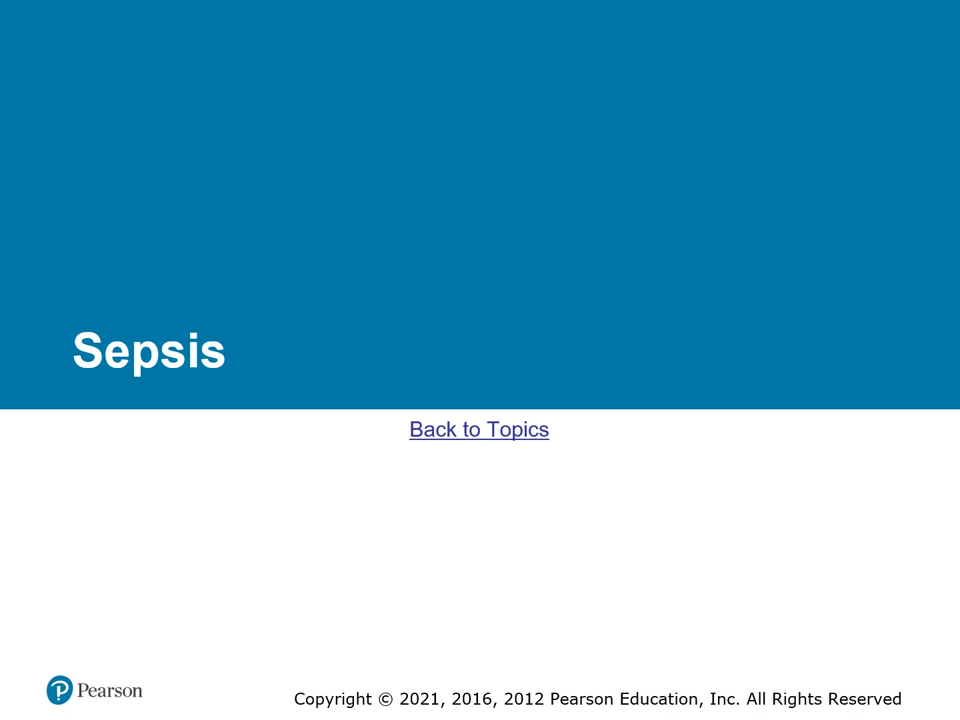 Sepsis
Back to Topics
Pearson
Copyright © 2021, 2016, 2012 Pearson Education, Inc. All Rights Reserved